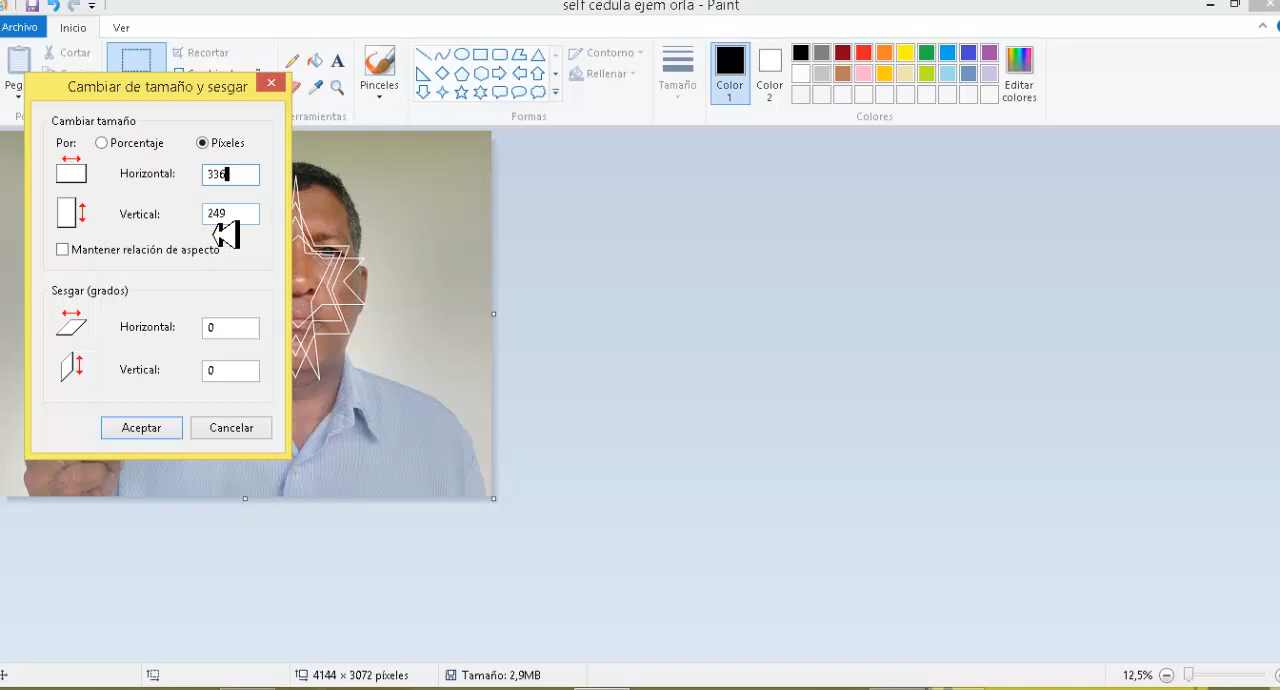 self cedula ejem orla - Paint
Archivo
Inicio
Ver
Cortar
Recortar
Peg
Pinceles
Contorno
Rellenar
Tamaño
Color
1
Color
2
Editar
colores
Formas
Colores
Cambiar de tamaño y sesgar
Cambiar tamaño
Por:
Porcentaje
Píxeles
Horizontal:
336
Vertical:
249
Mantener relación de aspecto
Sesgar (grados)
Horizontal:
0
Vertical:
0
Aceptar
Cancelar
4144 × 3072 píxeles
Tamaño: 2,9MB
12,5%